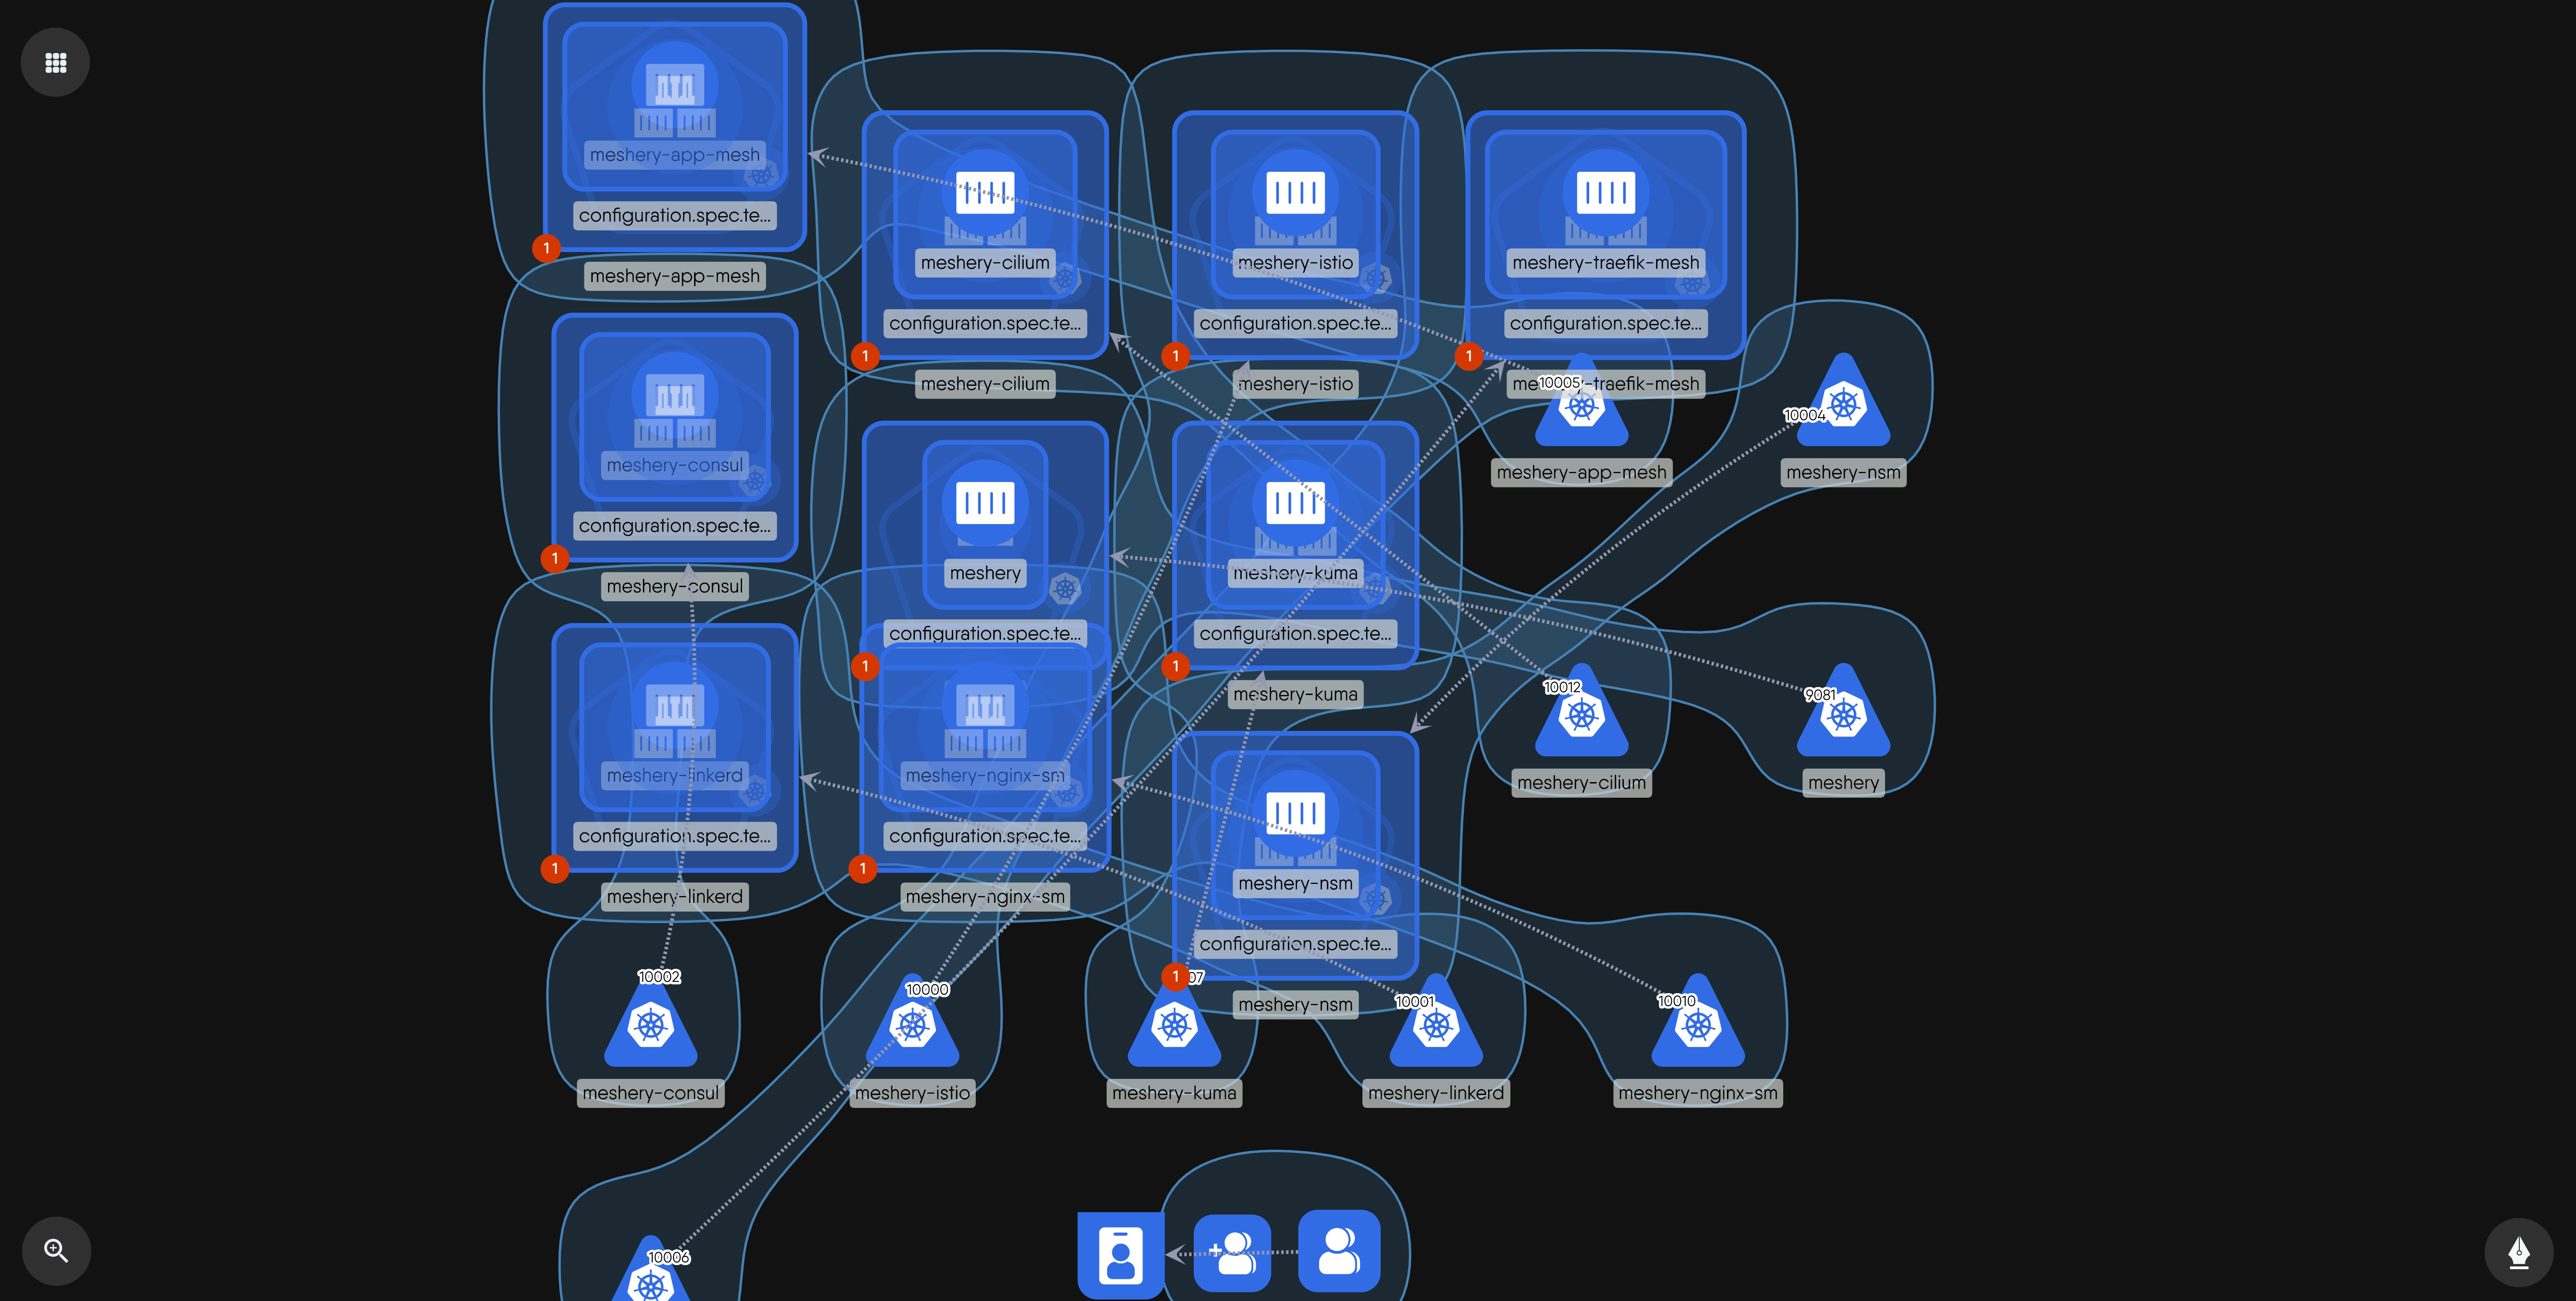 meshery-app-mesh
configuration.spec.te...
1
meshery-app-mesh
meshery-cilium
configuration.spec.te...
1
meshery-cilium
meshery-istio
configuration.spec.te...
1
meshery-istio
meshery-traefik-mesh
configuration.spec.te...
1
10005
meshery-app-mesh
10004
meshery-nsm
meshery-consul
configuration.spec.te...
1
meshery-consul
meshery
configuration.spec.te...
1
meshery-kuma
configuration.spec.te...
1
meshery-kuma
10012
meshery-cilium
9081
meshery
meshery-linkerd
configuration.spec.te...
1
meshery-linkerd
meshery-nginx-sm
configuration.spec.te...
1
meshery-nginx-sm
meshery-nsm
configuration.spec.te...
1
meshery-nsm
10002
meshery-consul
10000
meshery-istio
07
meshery-kuma
10001
meshery-linkerd
10010
meshery-nginx-sm
10006